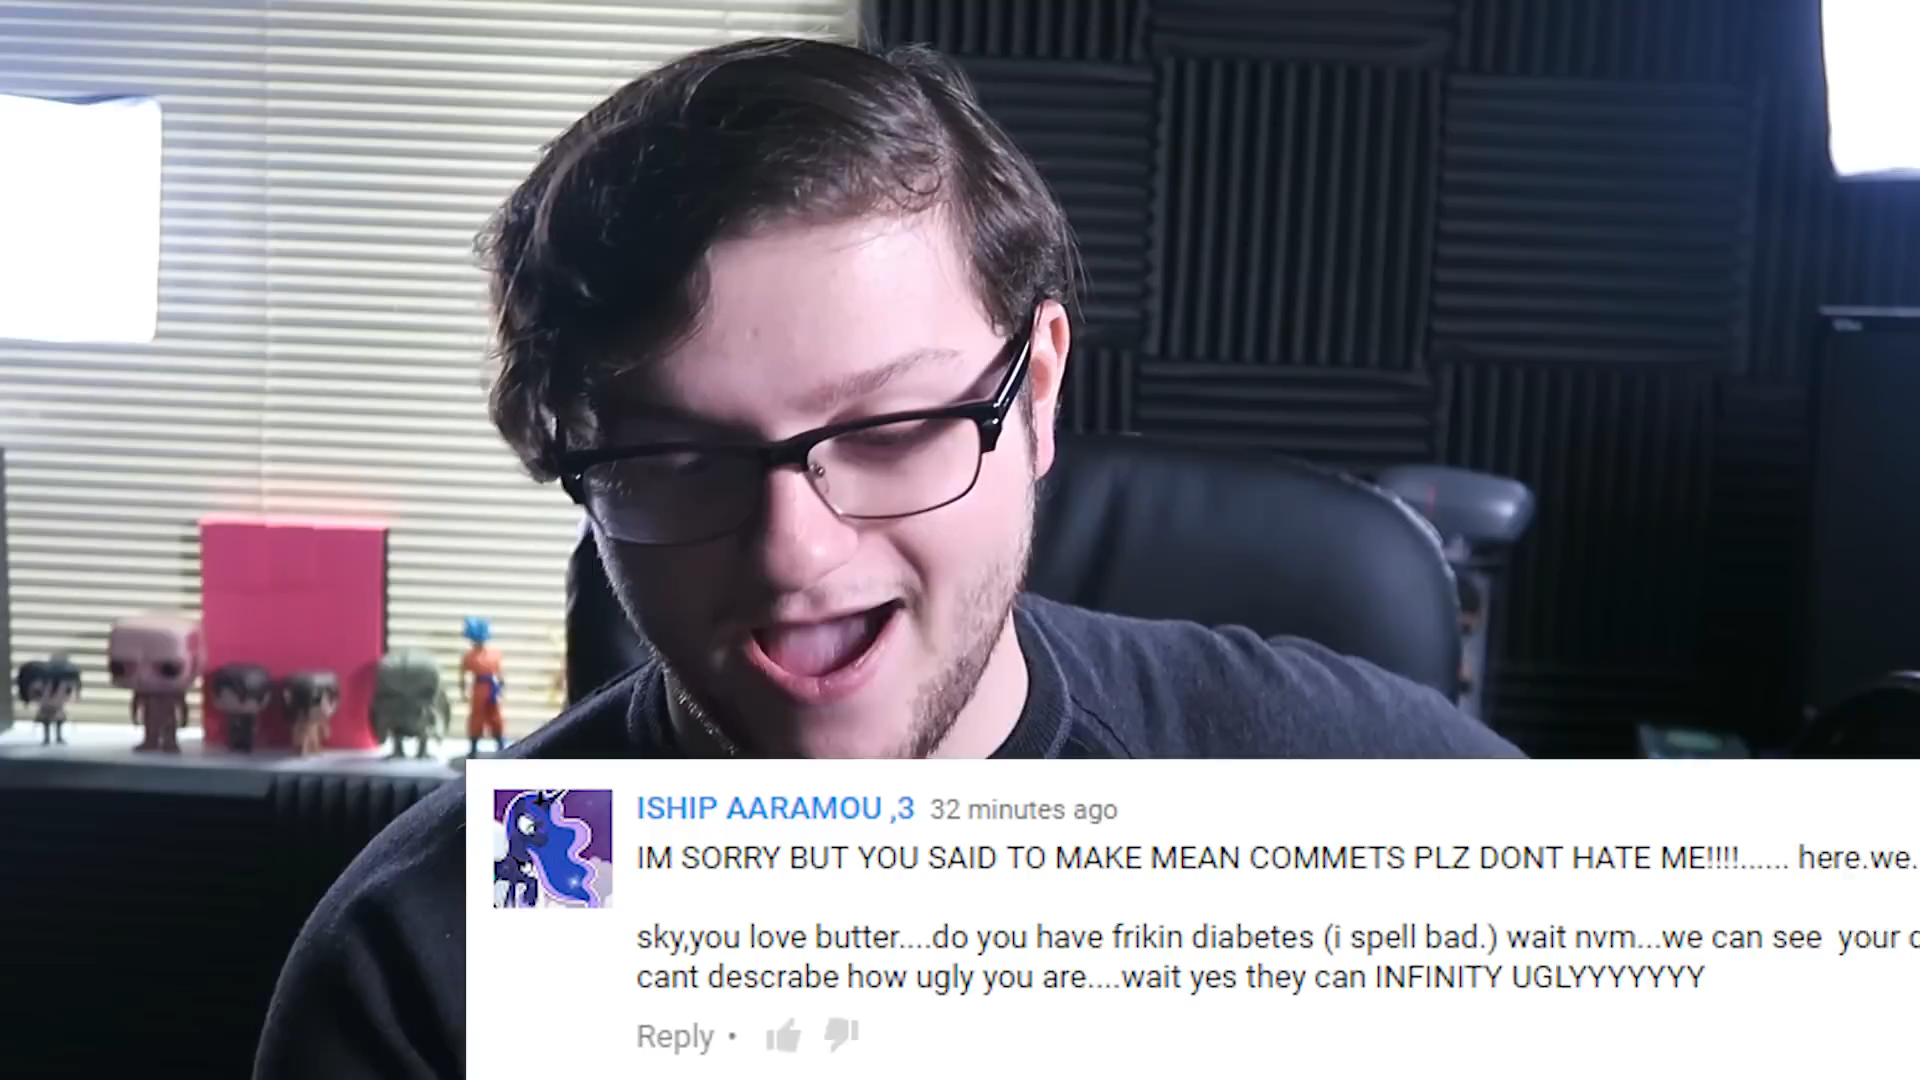 ISHIP AARAMOU ,3 32 minutes ago
IM SORRY BUT YOU SAID TO MAKE MEAN COMMETS PLZ DONT HATE ME!!!!...... here.we.
sky,you love butter....do you have frikin diabetes (i spell bad.) wait nvm...we can see your
cant descrabe how ugly you are....wait yes they can INFINITY UGLYYYYYYY
Reply •